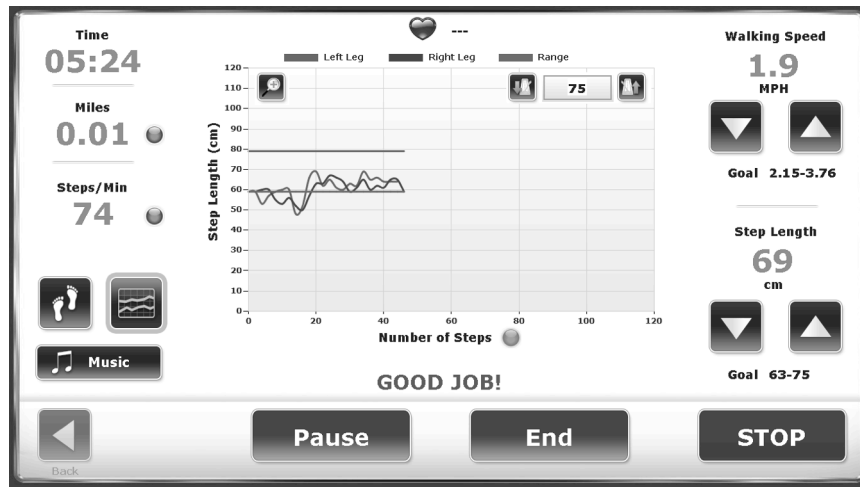 Time
05:24
Miles
0.01
Steps/Min
74
Music
Back
---
Left Leg Right Leg Range
75
Step Length (cm)
120
110
100
90
80
70
60
50
40
30
20
10
0
0 20 40 60 80 100 120
Number of Steps
GOOD JOB!
Walking Speed
1.9
MPH
Goal 2.15-3.76
Step Length
69
cm
Goal 63-75
Pause End STOP